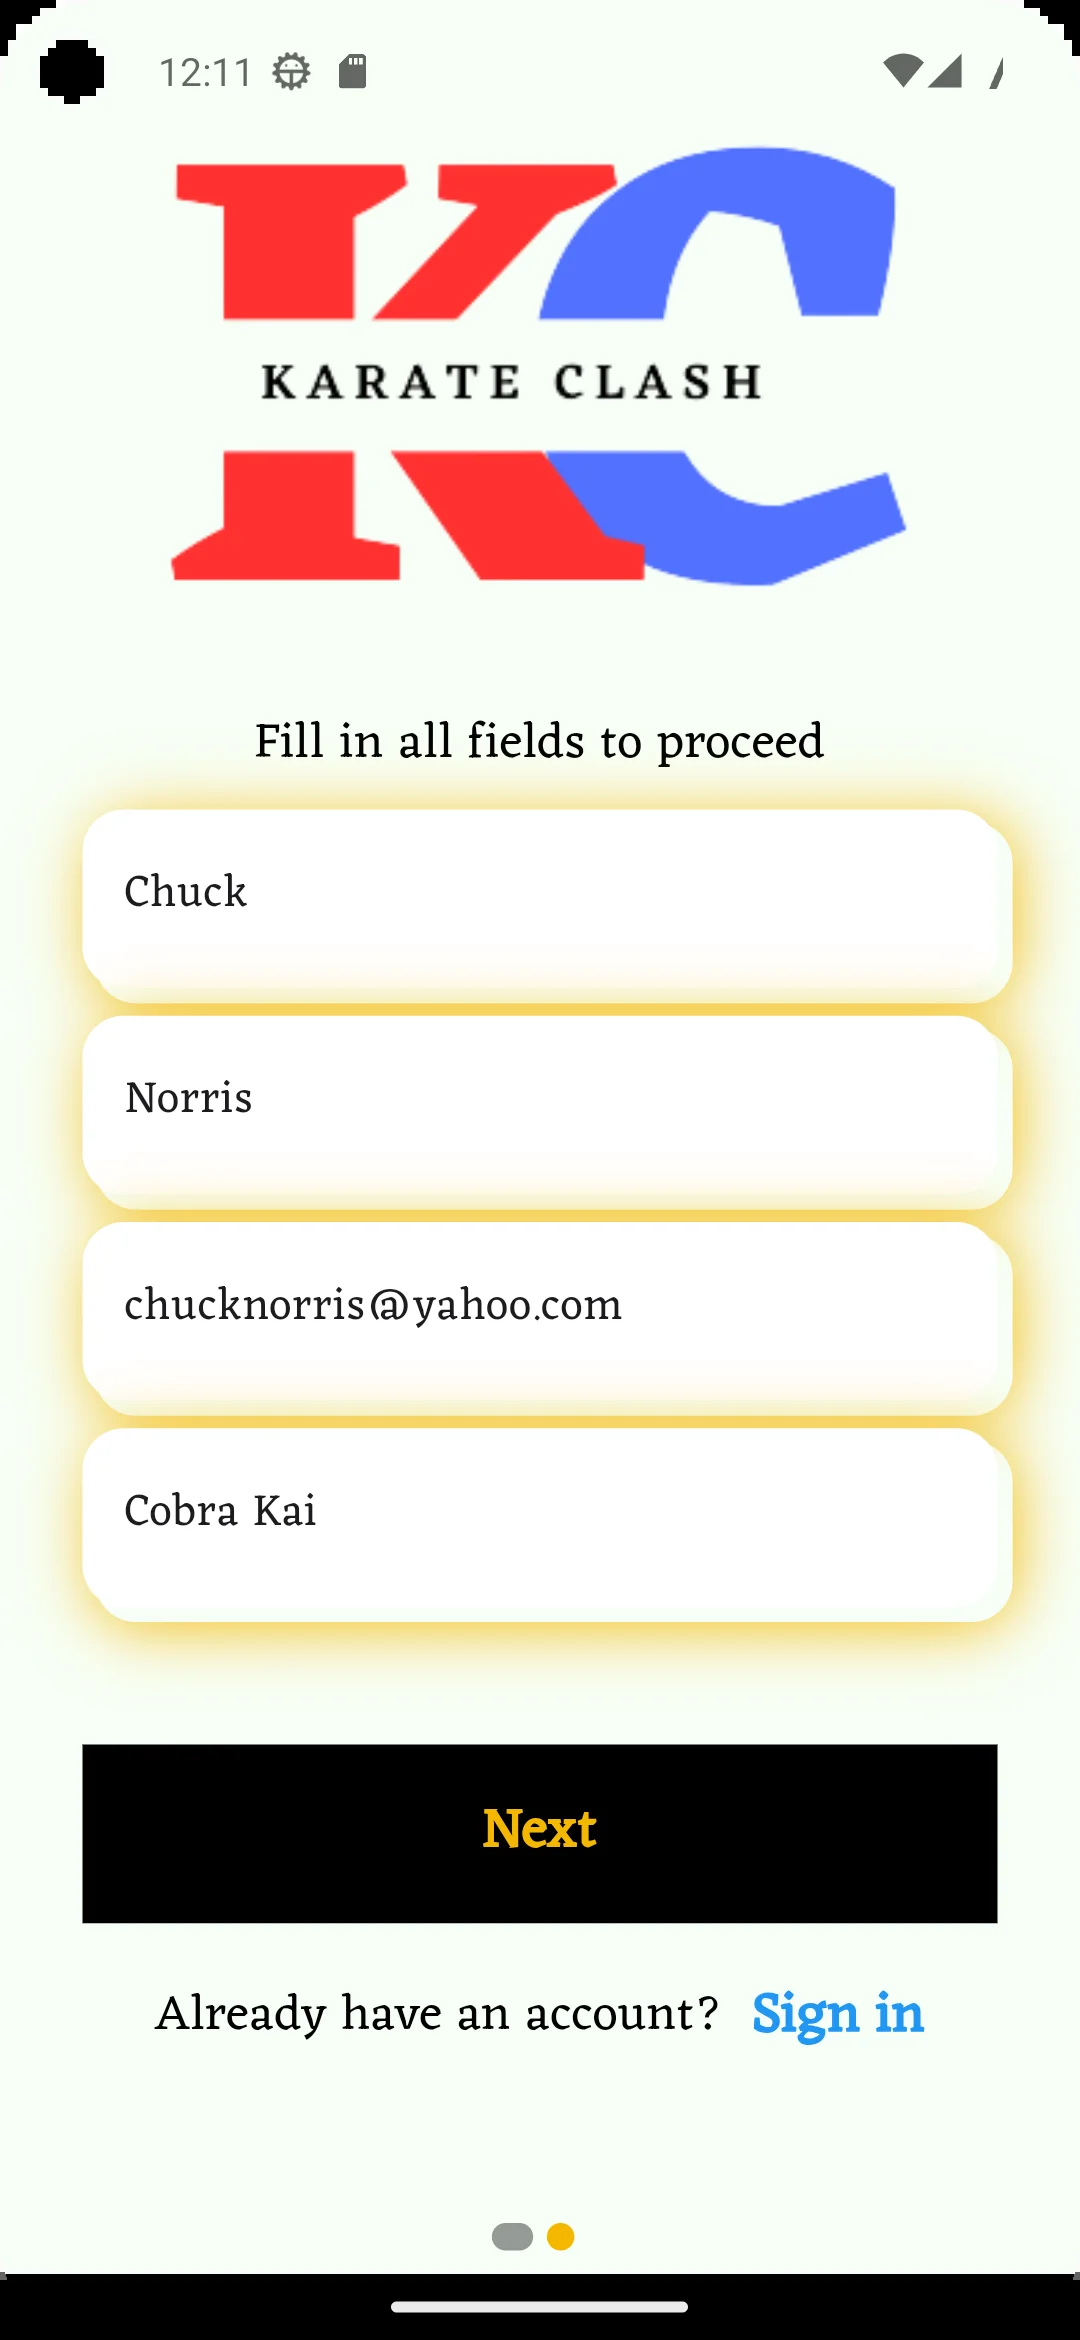 12:11
KC
KARATE CLASH
Fill in all fields to proceed
Chuck
Norris
chucknorris@yahoo.com
Cobra Kai
Next
Already have an account? Sign in